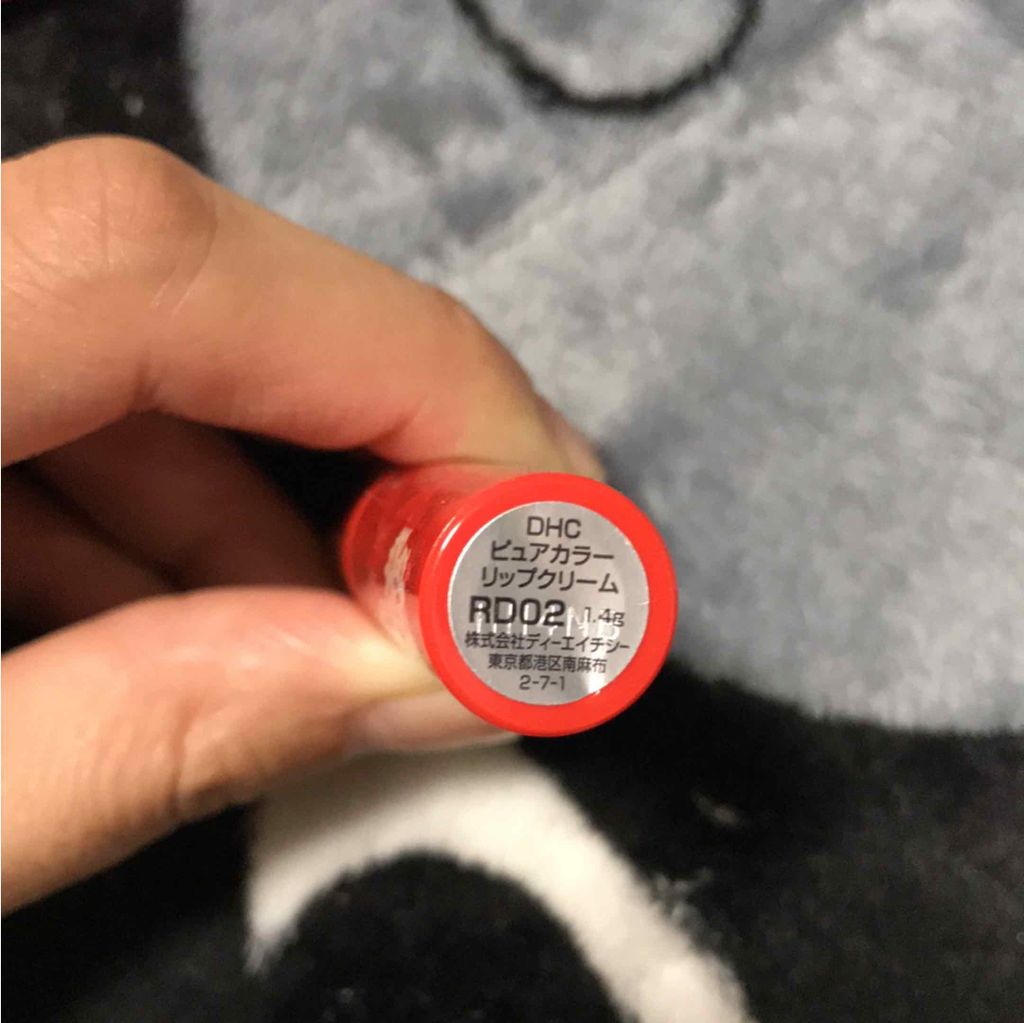 DHC
ピュアカラー
リップクリーム
RD02 1.4g
株式会社ディーエイチシー
東京都港区南麻布
2-7-1